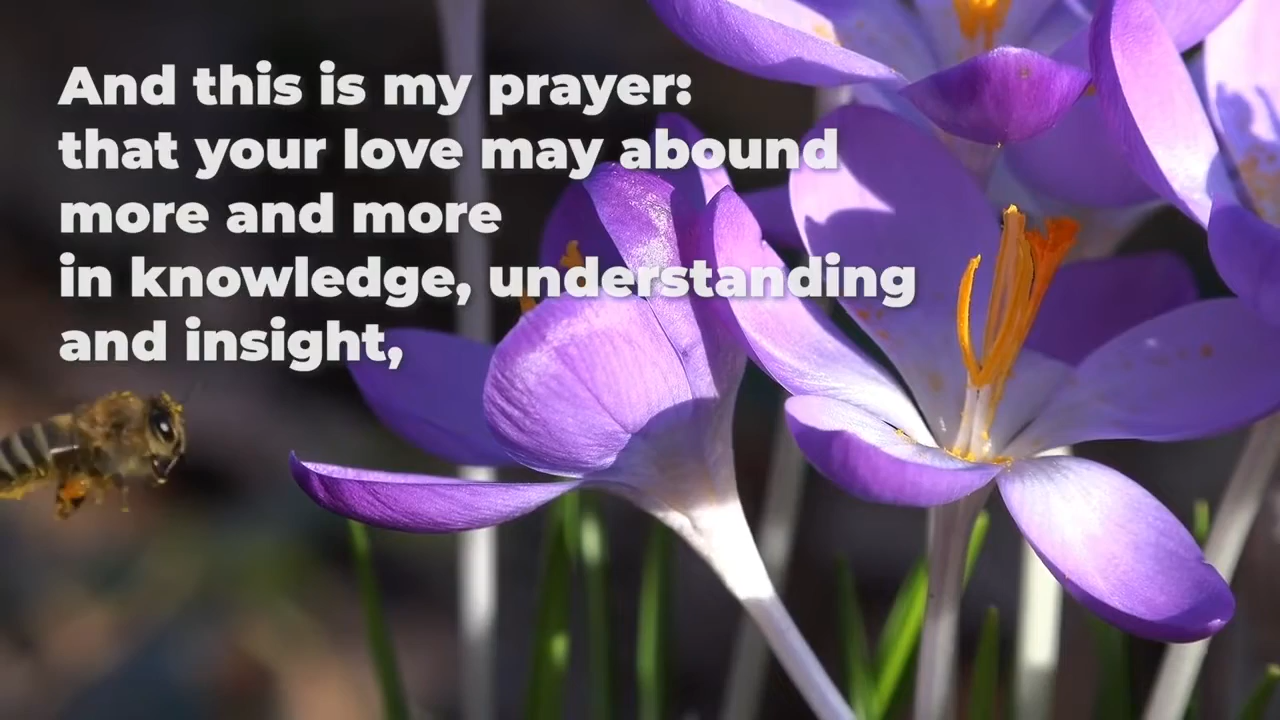 And this is my prayer:
that your love may abound
more and more
in knowledge, understanding
and insight,